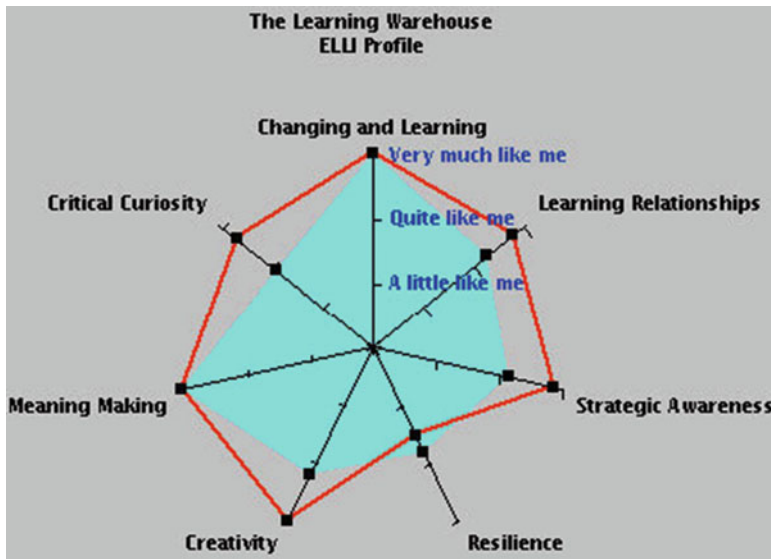 The Learning Warehouse
ELLI Profile
Changing and Learning
Very much like me
Critical Curiosity
Learning Relationships
Quite like me
A little like me
Meaning Making
Strategic Awareness
Creativity
Resilience